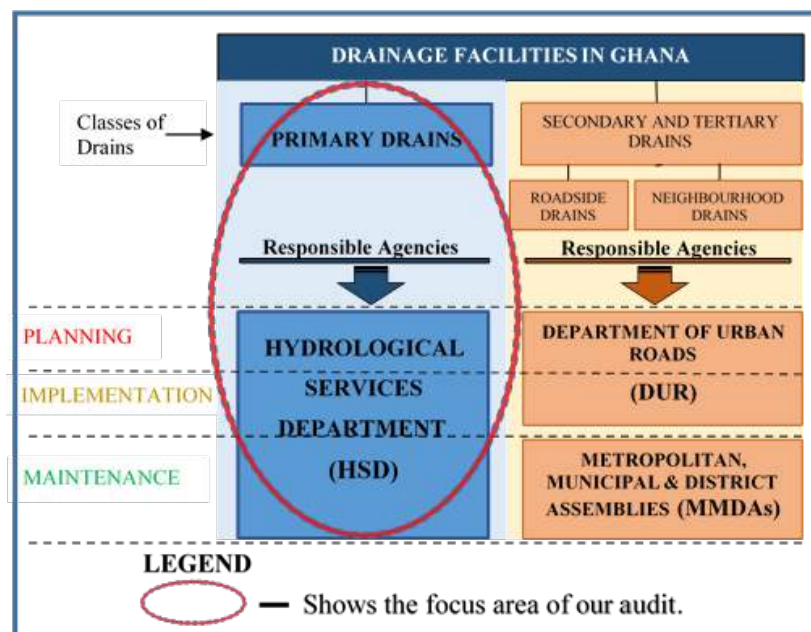 DRAINAGE FACILITIES IN GHANA
Classes of
Drains
PRIMARY DRAINS
SECONDARY AND TERTIARY
DRAINS
ROADSIDE
DRAINS
NEIGHBOURHOOD
DRAINS
Responsible Agencies
Responsible Agencies
PLANNING
IMPLEMENTATION
MAINTENANCE
HYDROLOGICAL
SERVICES
DEPARTMENT
(HSD)
DEPARTMENT OF URBAN
ROADS
(DUR)
METROPOLITAN,
MUNICIPAL & DISTRICT
ASSEMBLIES (MMDAs)
LEGEND
Shows the focus area of our audit.